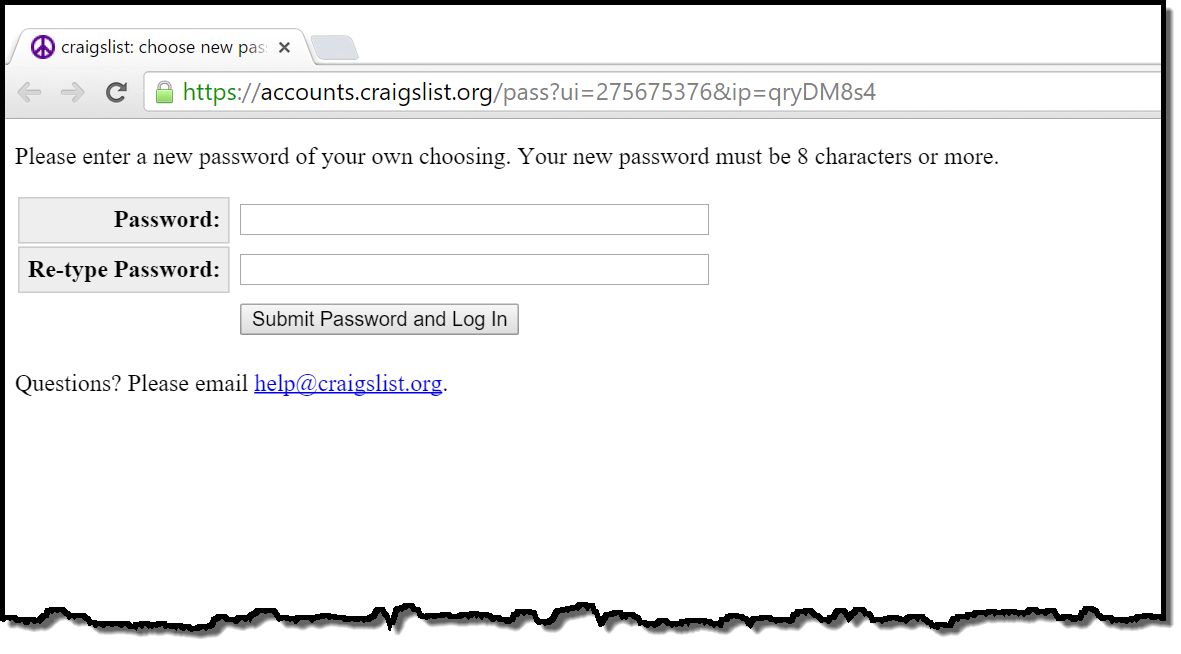 craigslist: choose new pas
https://accounts.craigslist.org/pass?ui=275675376&ip=qryDM8s4
Please enter a new password of your own choosing. Your new password must be 8 characters or more.
Password:
Re-type Password:
Submit Password and Log In
Questions? Please email help@craigslist.org.